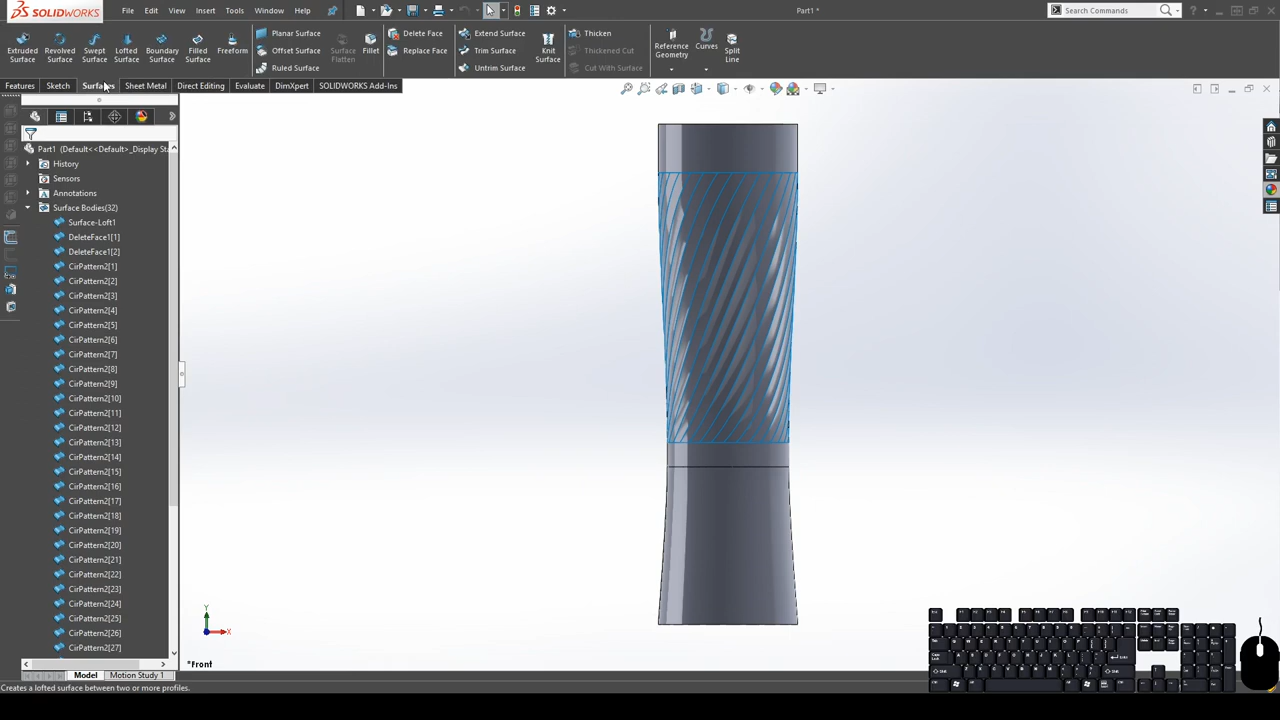 SOLIDWORKS File Edit View Insert Tools Window Help Part1 * Search Commands
Extruded Surface Revolved Surface Swept Surface Lofted Surface Boundary Surface Filled Surface Freeform
Planar Surface Offset Surface Ruled Surface Surface Flatten Fillet
Delete Face Replace Face
Extend Surface Trim Surface Untrim Surface Knit Surface
Thicken Thickened Cut Cut With Surface
Reference Geometry Curves Split Line
Features Sketch Surfaces Sheet Metal Direct Editing Evaluate DimXpert SOLIDWORKS Add-Ins
Part1 (Default<<Default>_Display Sta
History
Sensors
Annotations
Surface Bodies(32)
Surface-Loft1
DeleteFace1[1]
DeleteFace1[2]
CirPattern2[1]
CirPattern2[2]
CirPattern2[3]
CirPattern2[4]
CirPattern2[5]
CirPattern2[6]
CirPattern2[7]
CirPattern2[8]
CirPattern2[9]
CirPattern2[10]
CirPattern2[11]
CirPattern2[12]
CirPattern2[13]
CirPattern2[14]
CirPattern2[15]
CirPattern2[16]
CirPattern2[17]
CirPattern2[18]
CirPattern2[19]
CirPattern2[20]
CirPattern2[21]
CirPattern2[22]
CirPattern2[23]
CirPattern2[24]
CirPattern2[25]
CirPattern2[26]
CirPattern2[27]
Y
X
*Front
Model Motion Study 1
Creates a lofted surface between two or more profiles.